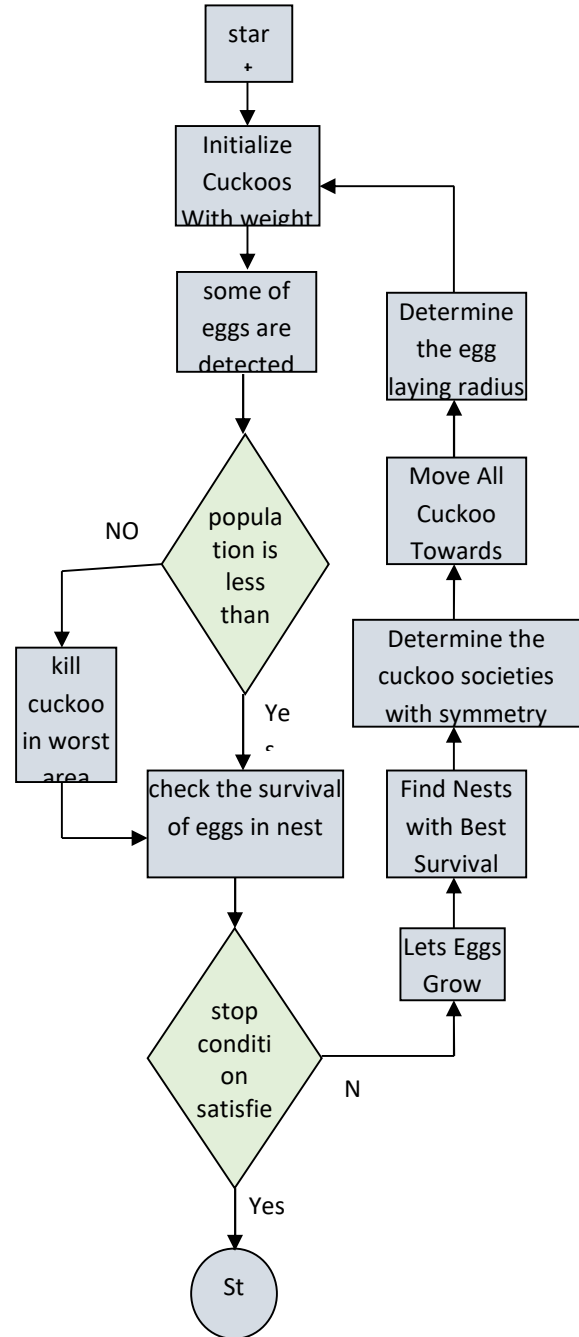 star
Initialize
Cuckoos
With weight
some of
eggs are
detected
popula
tion is
less
than
NO
kill
cuckoo
in worst
area
Ye
check the survival
of eggs in nest
stop
conditi
on
satisfie
N
Yes
St
Lets Eggs
Grow
Find Nests
with Best
Survival
Determine the
cuckoo societies
with symmetry
Move All
Cuckoo
Towards
Determine
the egg
laying radius